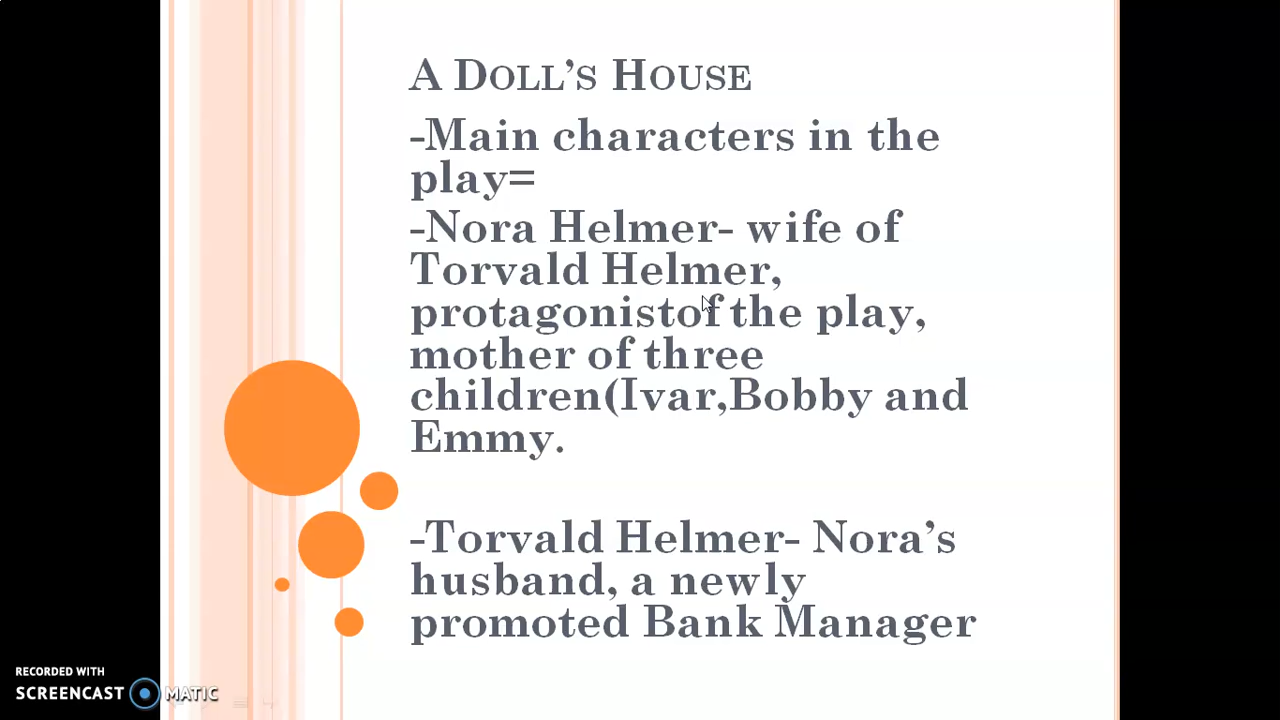 A DOLL'S HOUSE
-Main characters in the
play=
-Nora Helmer- wife of
Torvald Helmer,
protagonistof the play,
mother of three
children(Ivar,Bobby and
Emmy.
-Torvald Helmer- Nora's
husband, a newly
promoted Bank Manager
RECORDED WITH
SCREENCAST MATIC